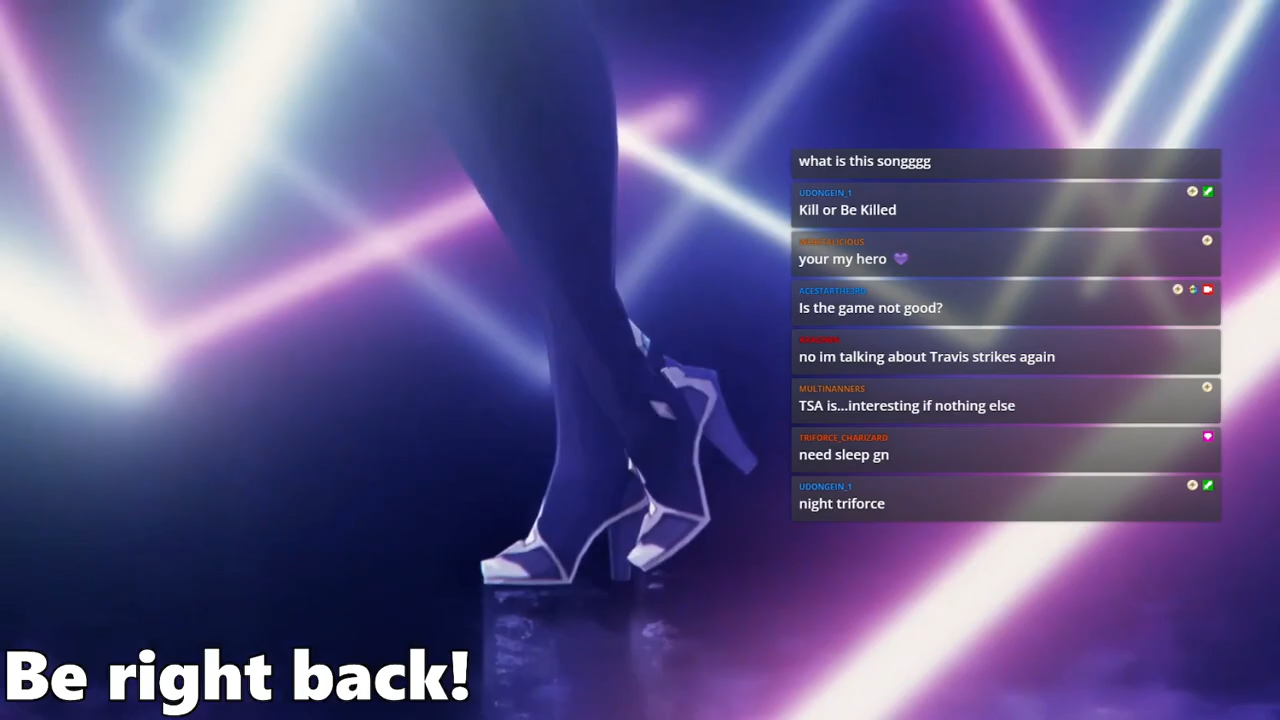 what is this songggg
UDONGEIN_1
Kill or Be Killed
your my hero
ACESTARTHE3RD
Is the game not good?
no im talking about Travis strikes again
MULTINANNERS
TSA is...interesting if nothing else
TRIFORCE_CHARIZARD
need sleep gn
UDONGEIN_1
night triforce
Be right back!